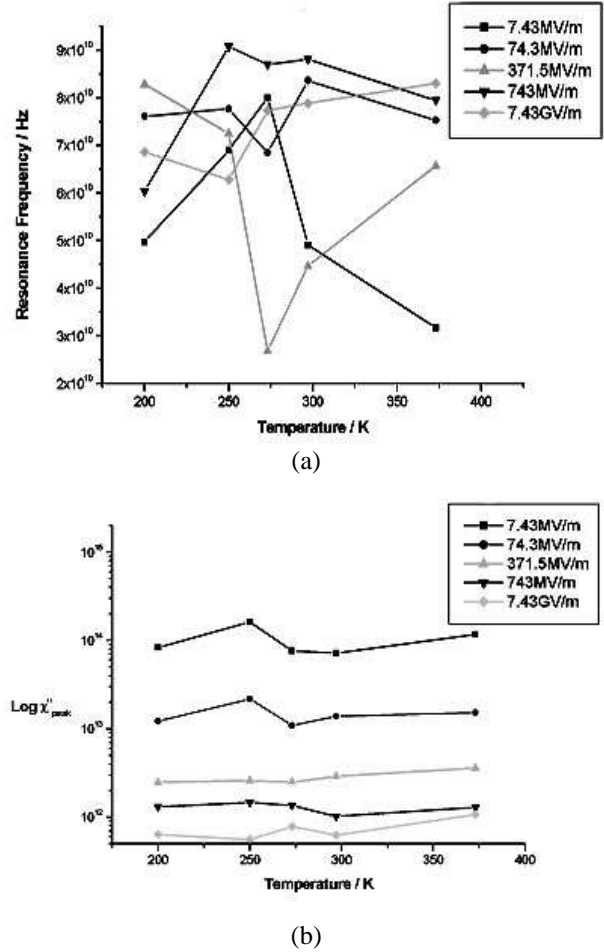 9x10¹⁰
8x10¹⁰
7x10¹⁰
6x10¹⁰
5x10¹⁰
4x10¹⁰
3x10¹⁰
2x10¹⁰
Resonance Frequency / Hz
7.43MV/m
74.3MV/m
371.5MV/m
743MV/m
7.43GV/m
200 250 300 350 400
Temperature / K
(a)
7.43MV/m
74.3MV/m
371.5MV/m
743MV/m
7.43GV/m
10¹⁵
10¹⁴
Log χ"peak
10¹³
10¹²
200 250 300 350 400
Temperature / K
(b)